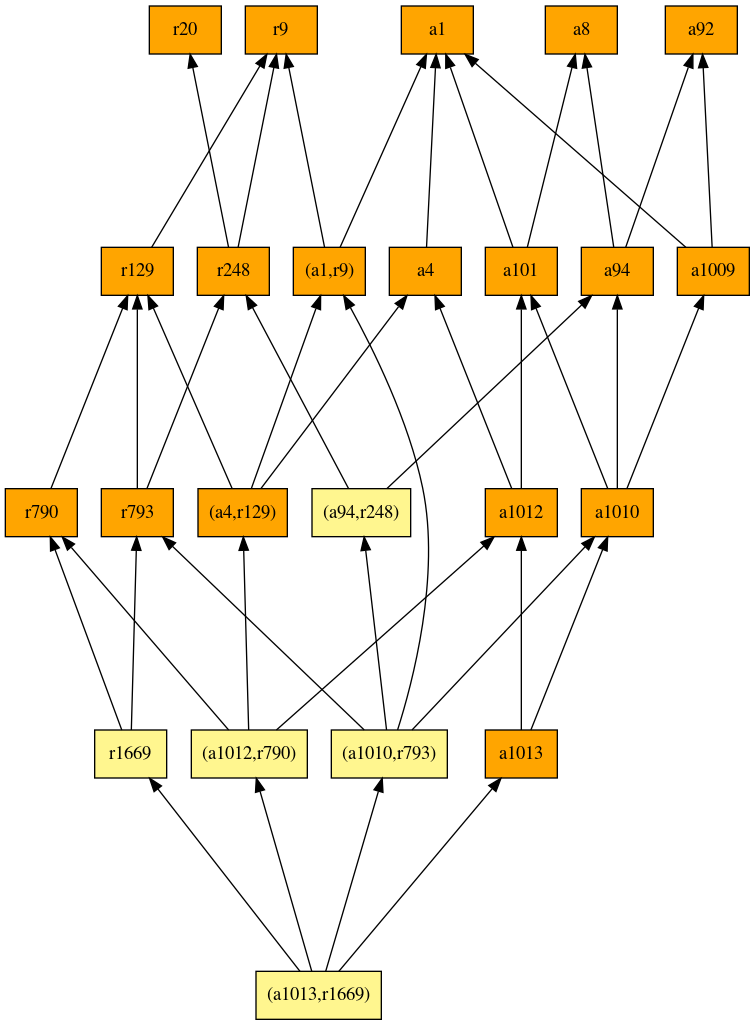 r20
r9
a1
a8
a92
r129
r248
(a1,r9)
a4
a101
a94
a1009
r790
r793
(a4,r129)
(a94,r248)
a1012
a1010
r1669
(a1012,r790)
(a1010,r793)
a1013
(a1013,r1669)